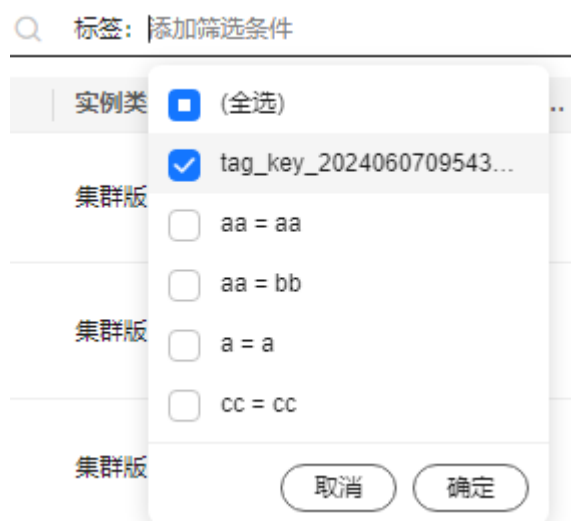 标签: 添加筛选条件
实例类
..
(全选)
tag_key_2024060709543...
集群版
aa = aa
aa = bb
集群版
a = a
cc = cc
集群版
取消
确定